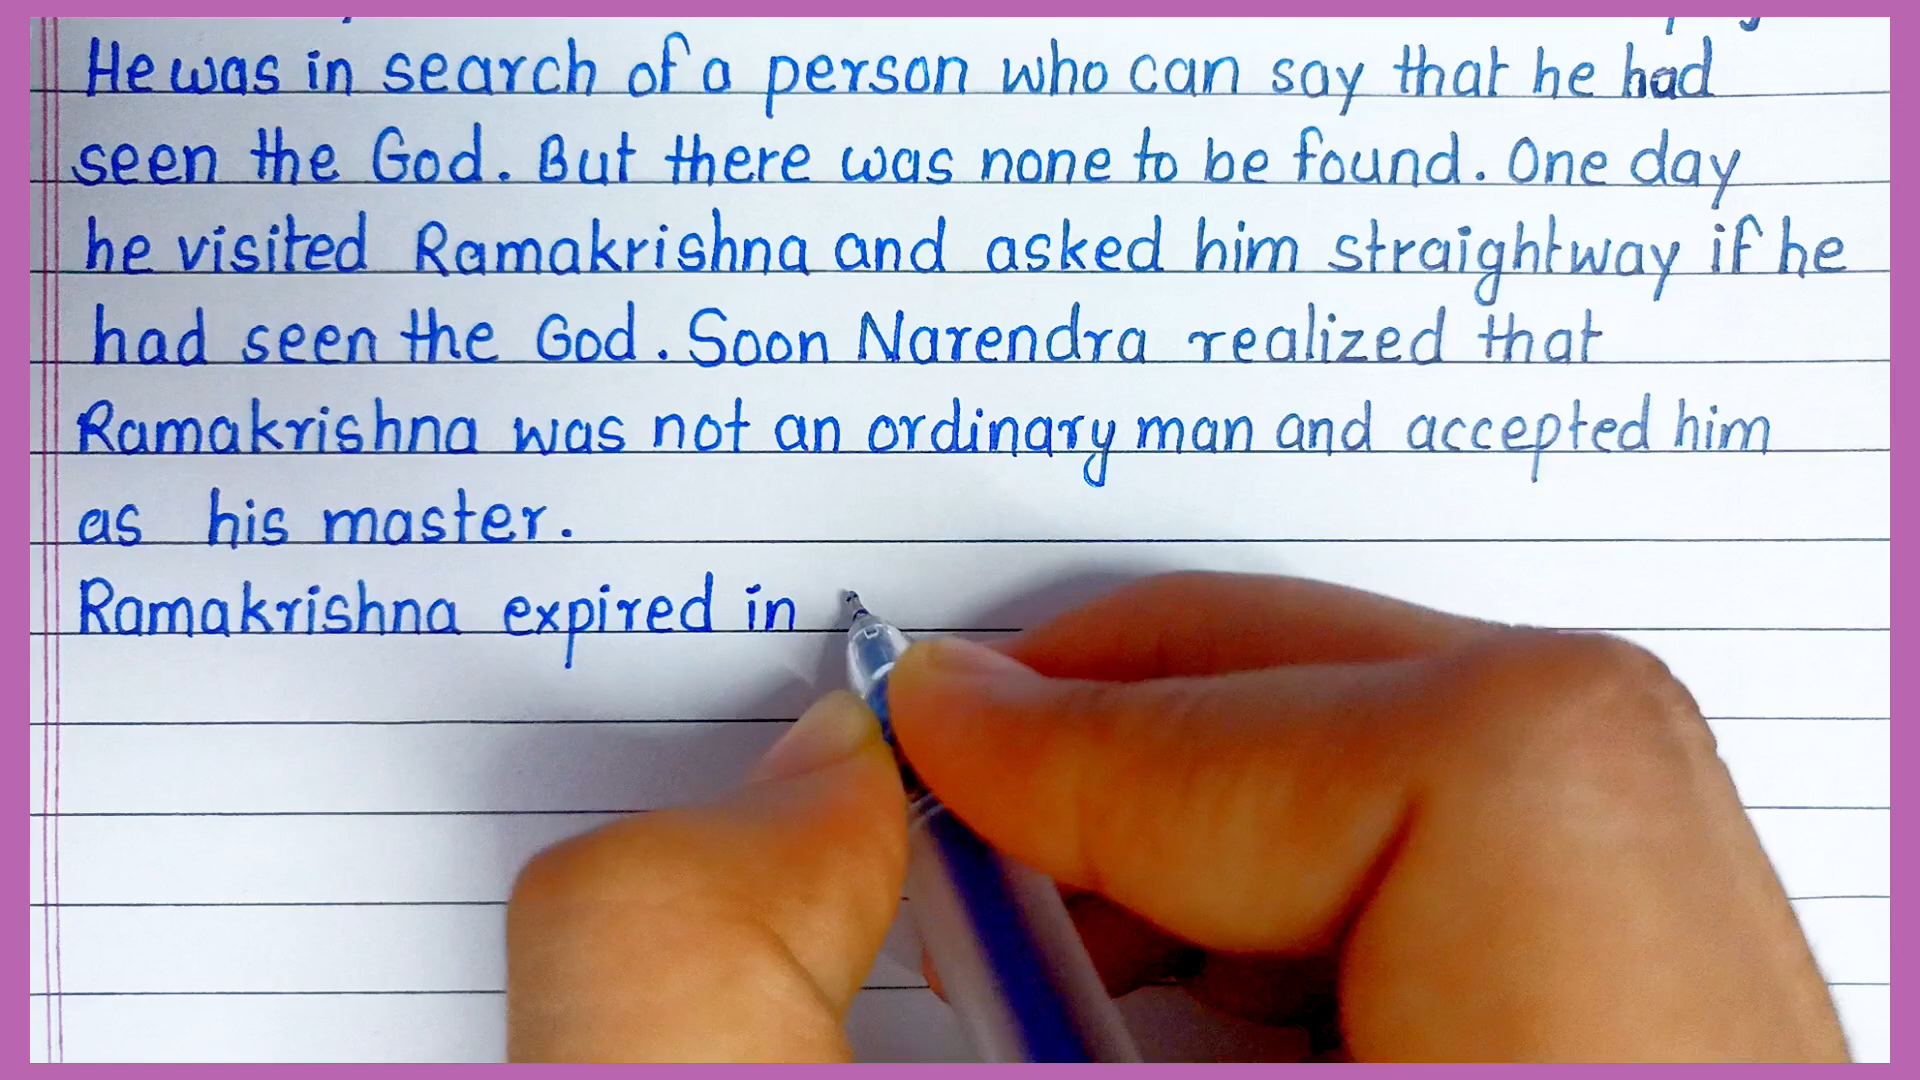 He was in search of a person who can say that he had
seen the God. But there was none to be found. One day
he visited Ramakrishna and asked him straightway if he
had seen the God. Soon Narendra realized that
Ramakrishna was not an ordinary man and accepted him
as his master.
Ramakrishna expired in